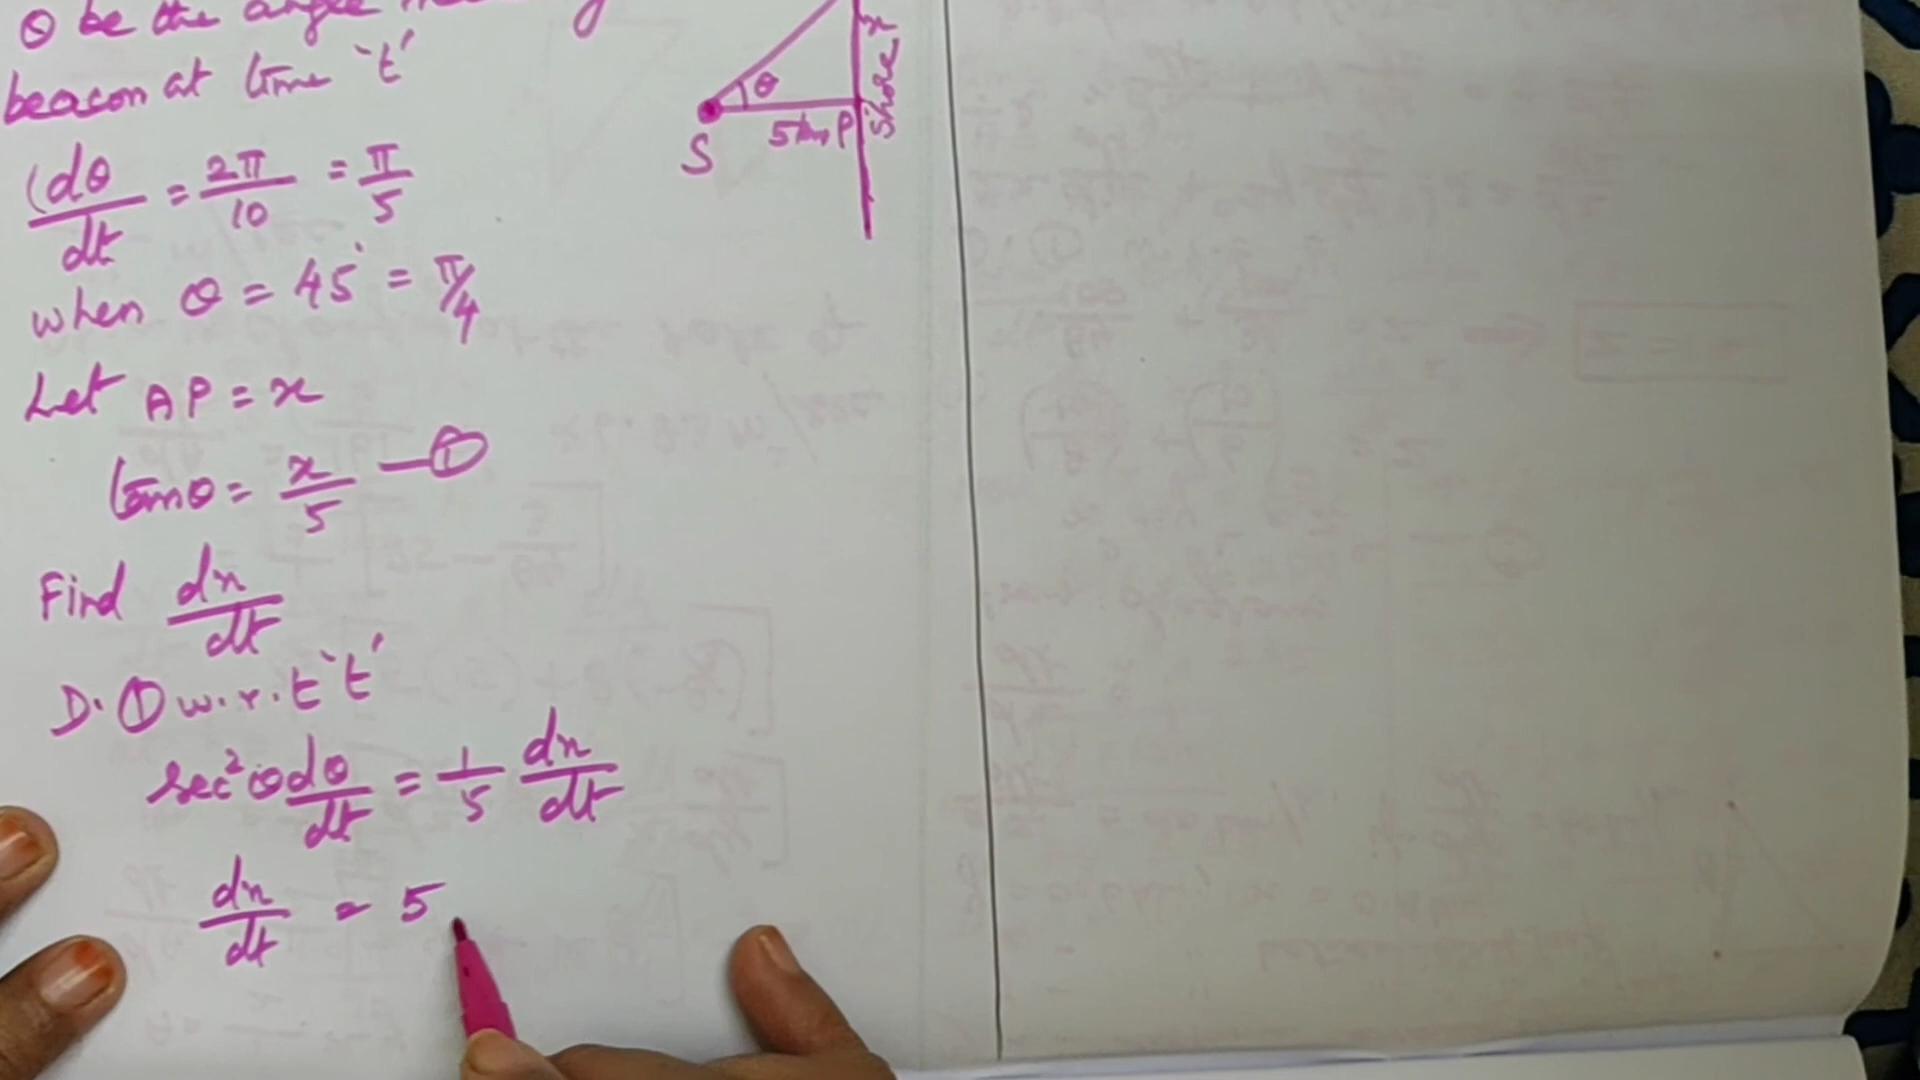 θ be the angle
beacon at time 't'
(dθ/dt = 2π/10 = π/5
when θ = 45° = π/4
Let AP = x
tanθ = x/5 — ①
Find dx/dt
D. ① w.r.t 't'
sec²θ dθ/dt = 1/5 dx/dt
dx/dt = 5
x
θ
Shore
5km P
S